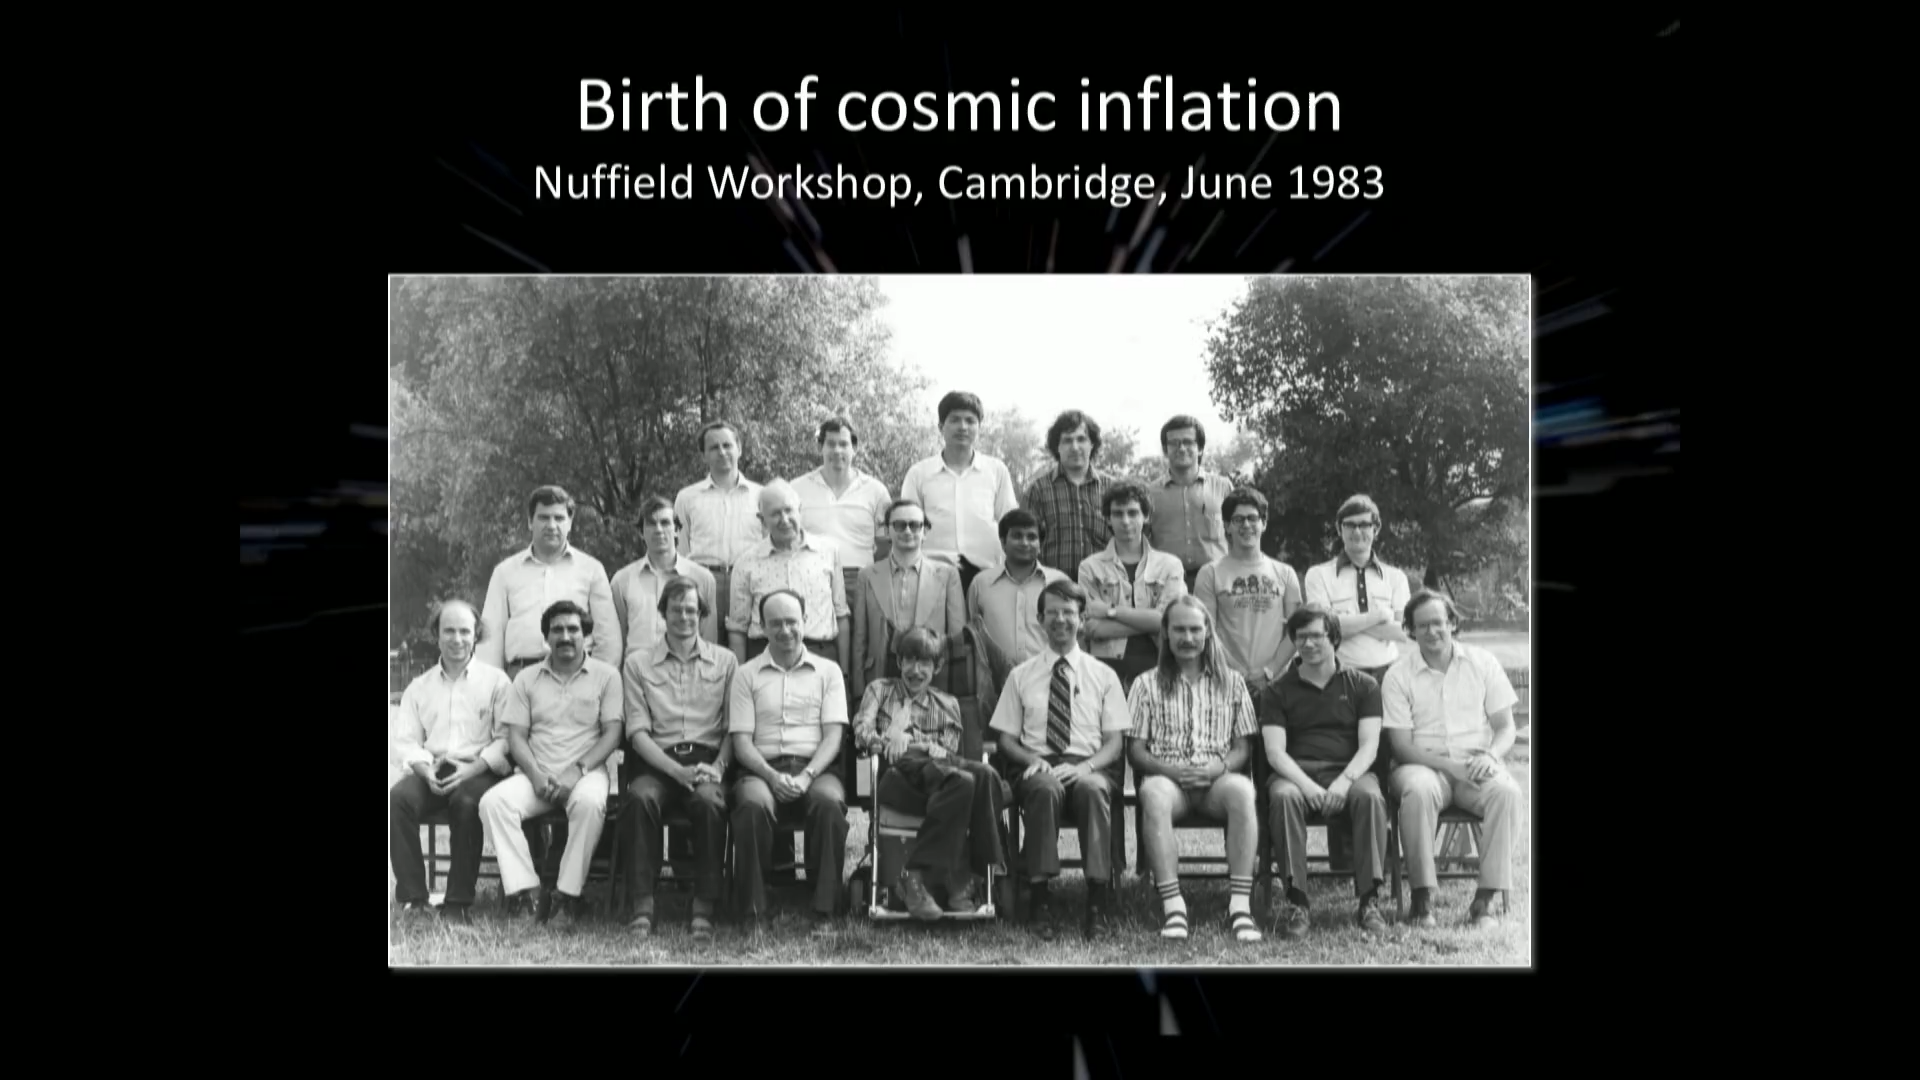 Birth of cosmic inflation
Nuffield Workshop, Cambridge, June 1983